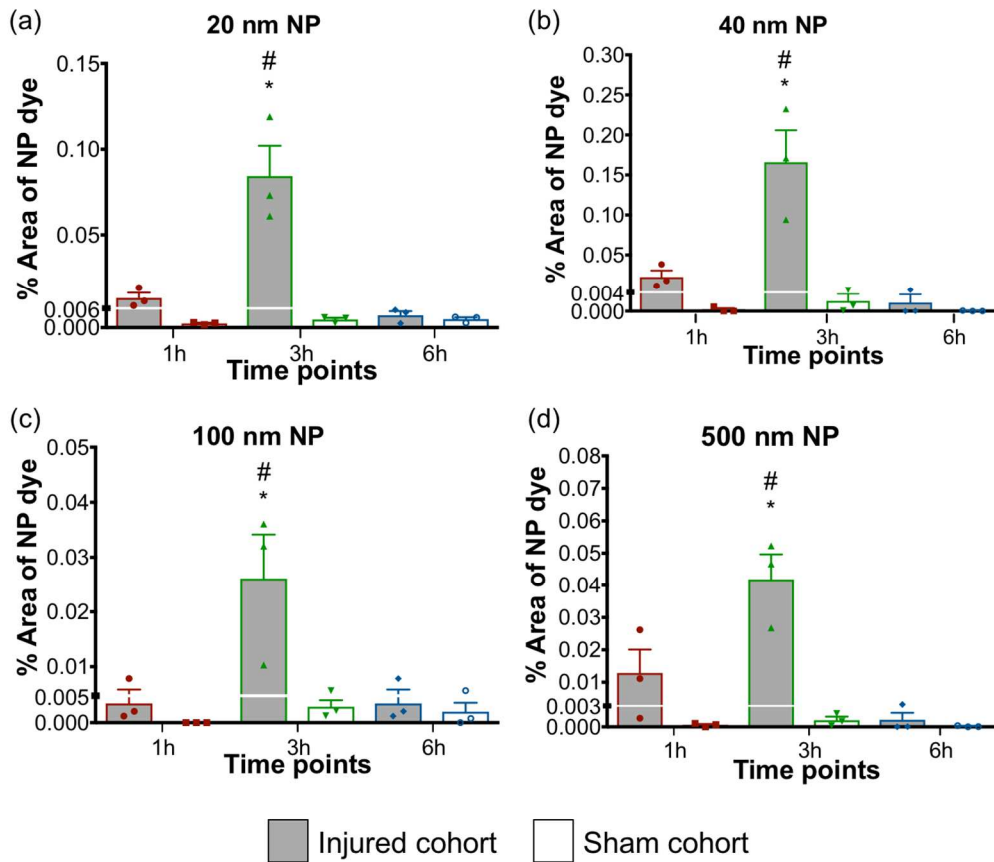 (a)
20 nm NP
% Area of NP dye
0.15
0.10
0.05
0.006
0.000
#
*
1h
3h
6h
Time points
(b)
40 nm NP
% Area of NP dye
0.30
0.25
0.20
0.15
0.10
0.05
0.004
0.000
#
*
1h
3h
6h
Time points
(c)
100 nm NP
% Area of NP dye
0.05
0.04
0.03
0.02
0.01
0.005
0.000
#
*
1h
3h
6h
Time points
(d)
500 nm NP
% Area of NP dye
0.08
0.07
0.06
0.05
0.04
0.03
0.02
0.01
0.003
0.000
#
*
1h
3h
6h
Time points
Injured cohort
Sham cohort